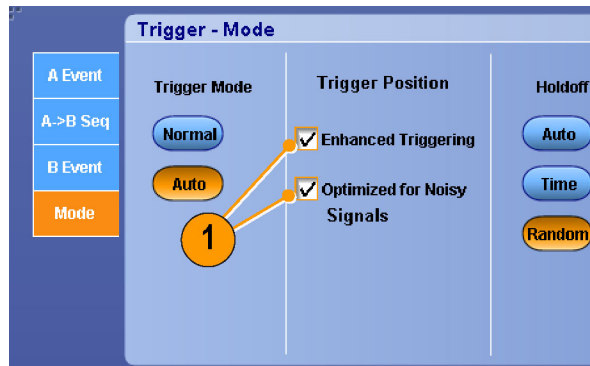 Trigger - Mode
A Event
A->B Seq
B Event
Mode
Trigger Mode
Normal
Auto
1
Trigger Position
Enhanced Triggering
Optimized for Noisy
Signals
Holdoff
Auto
Time
Random